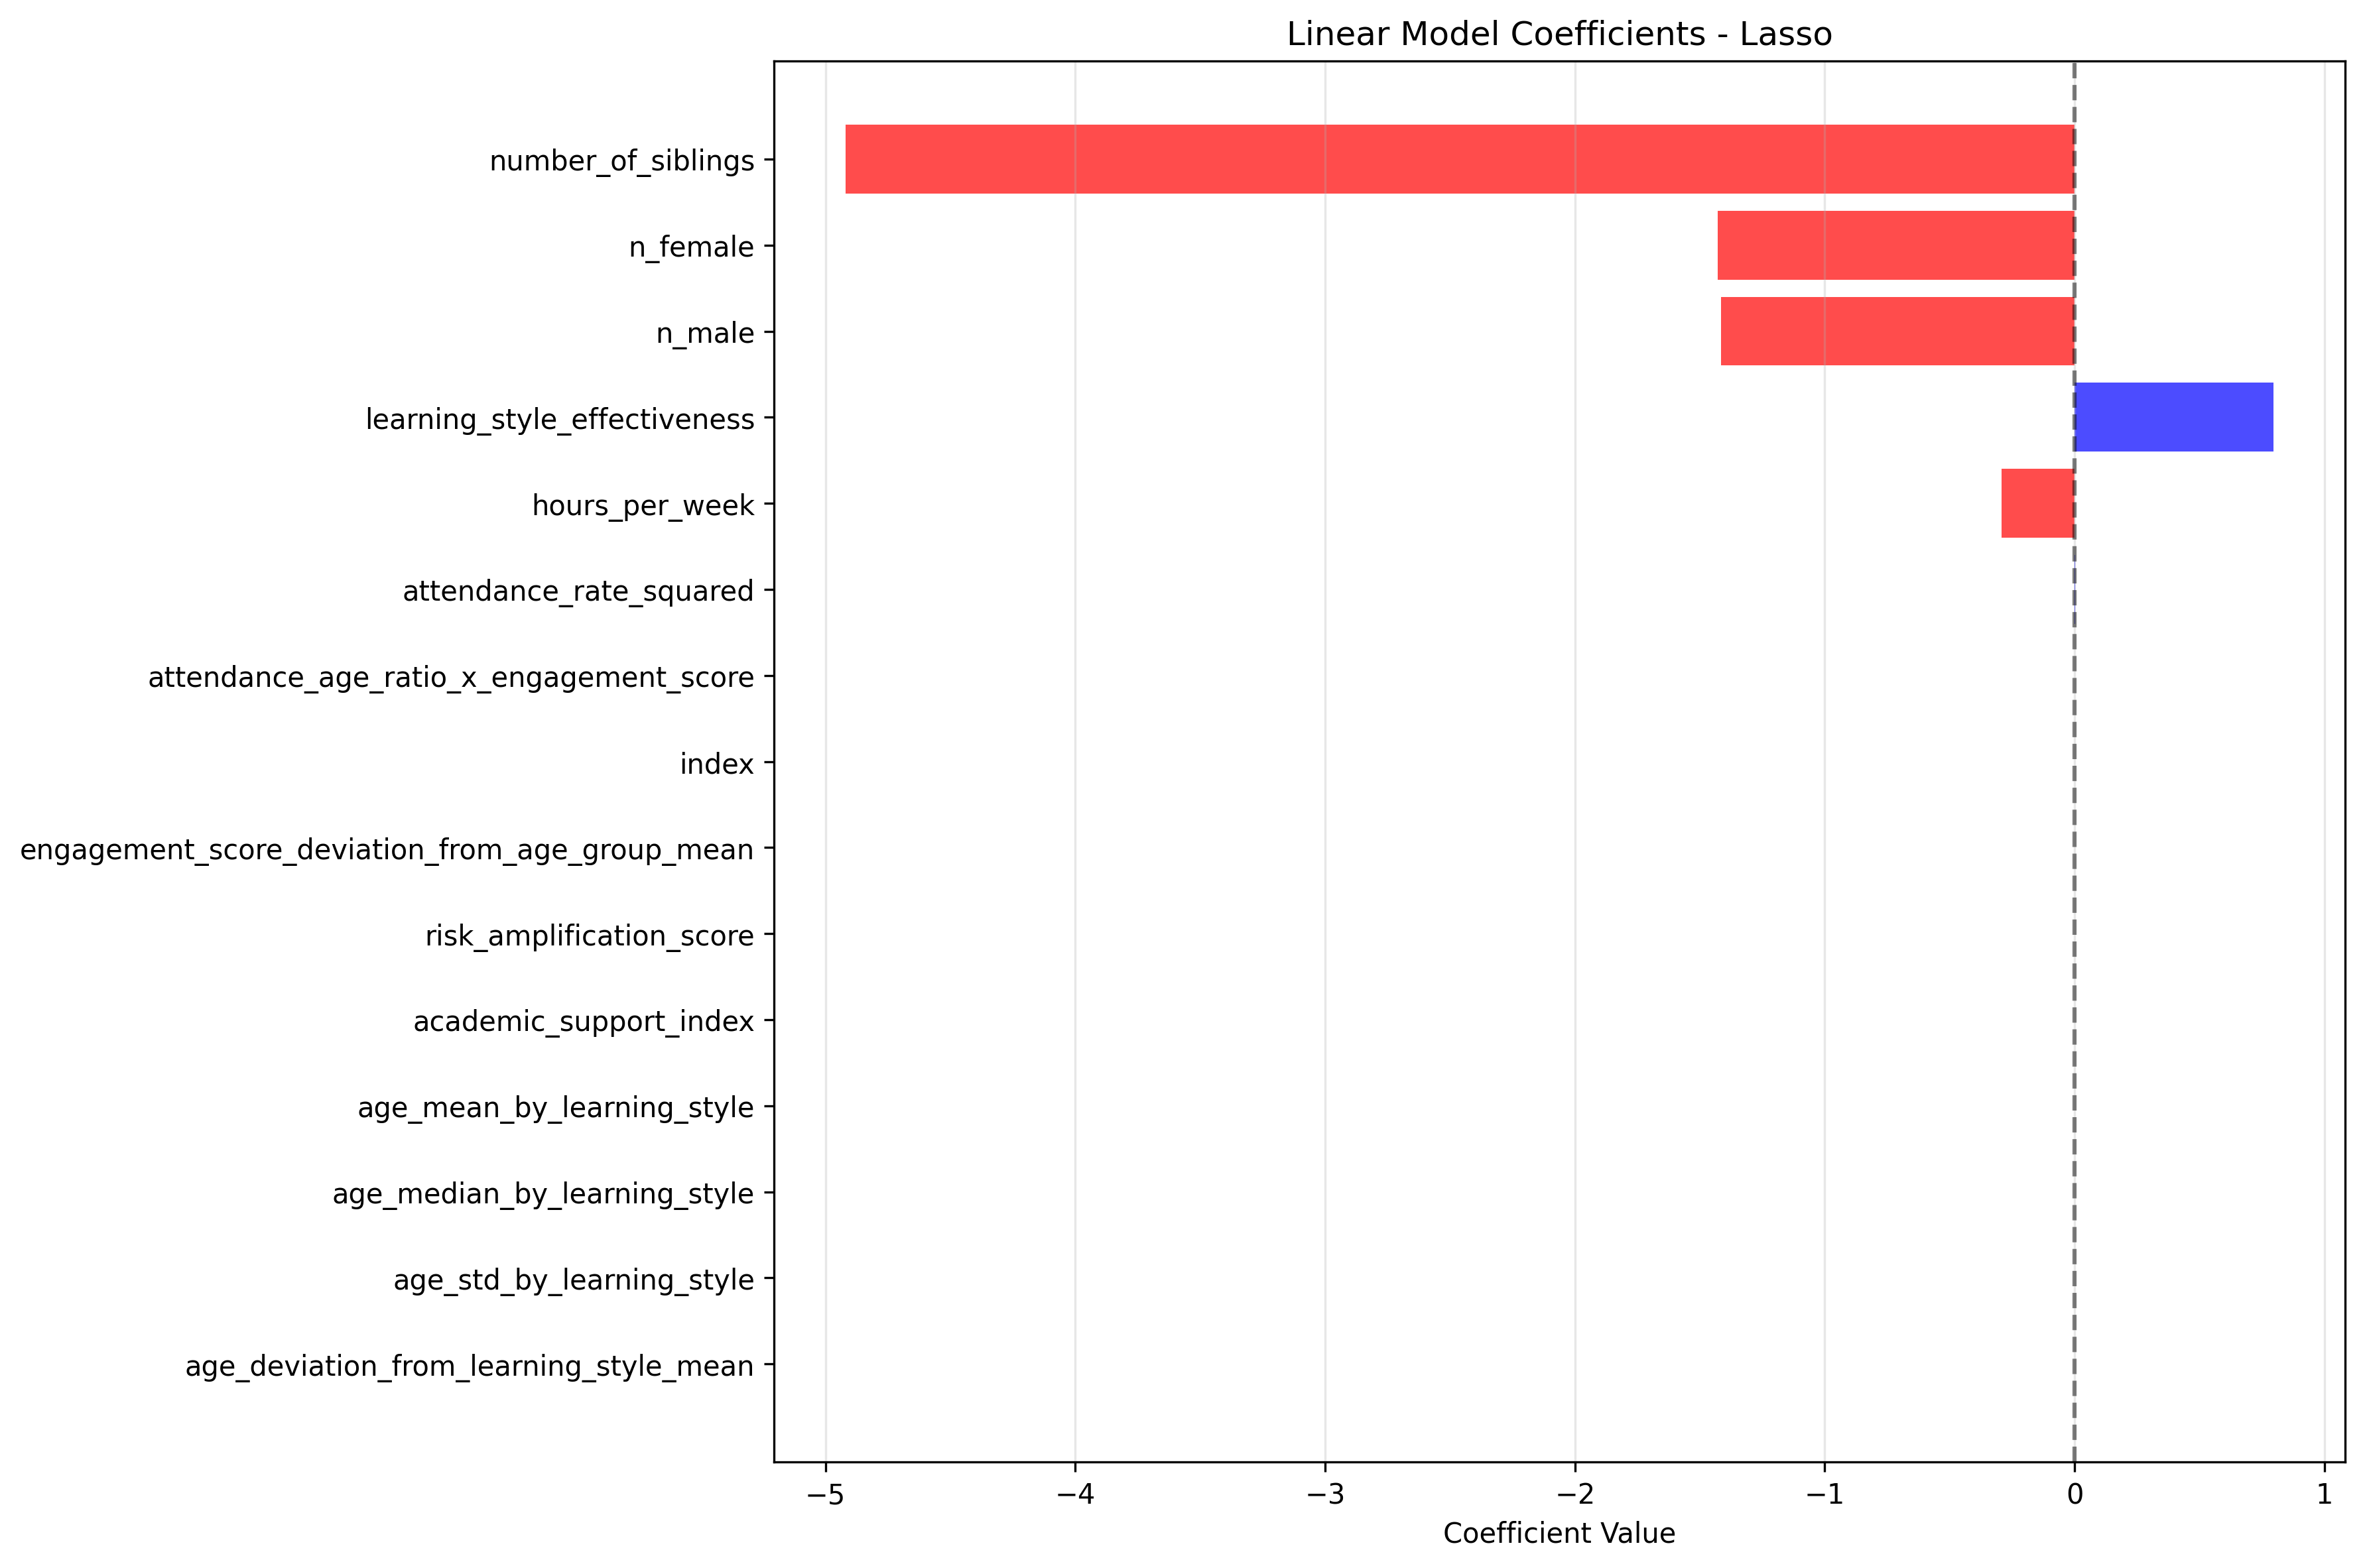 Linear Model Coefficients - Lasso
number_of_siblings
n_female
n_male
learning_style_effectiveness
hours_per_week
attendance_rate_squared
attendance_age_ratio_x_engagement_score
index
engagement_score_deviation_from_age_group_mean
risk_amplification_score
academic_support_index
age_mean_by_learning_style
age_median_by_learning_style
age_std_by_learning_style
age_deviation_from_learning_style_mean
−5 −4 −3 −2 −1 0 1
Coefficient Value